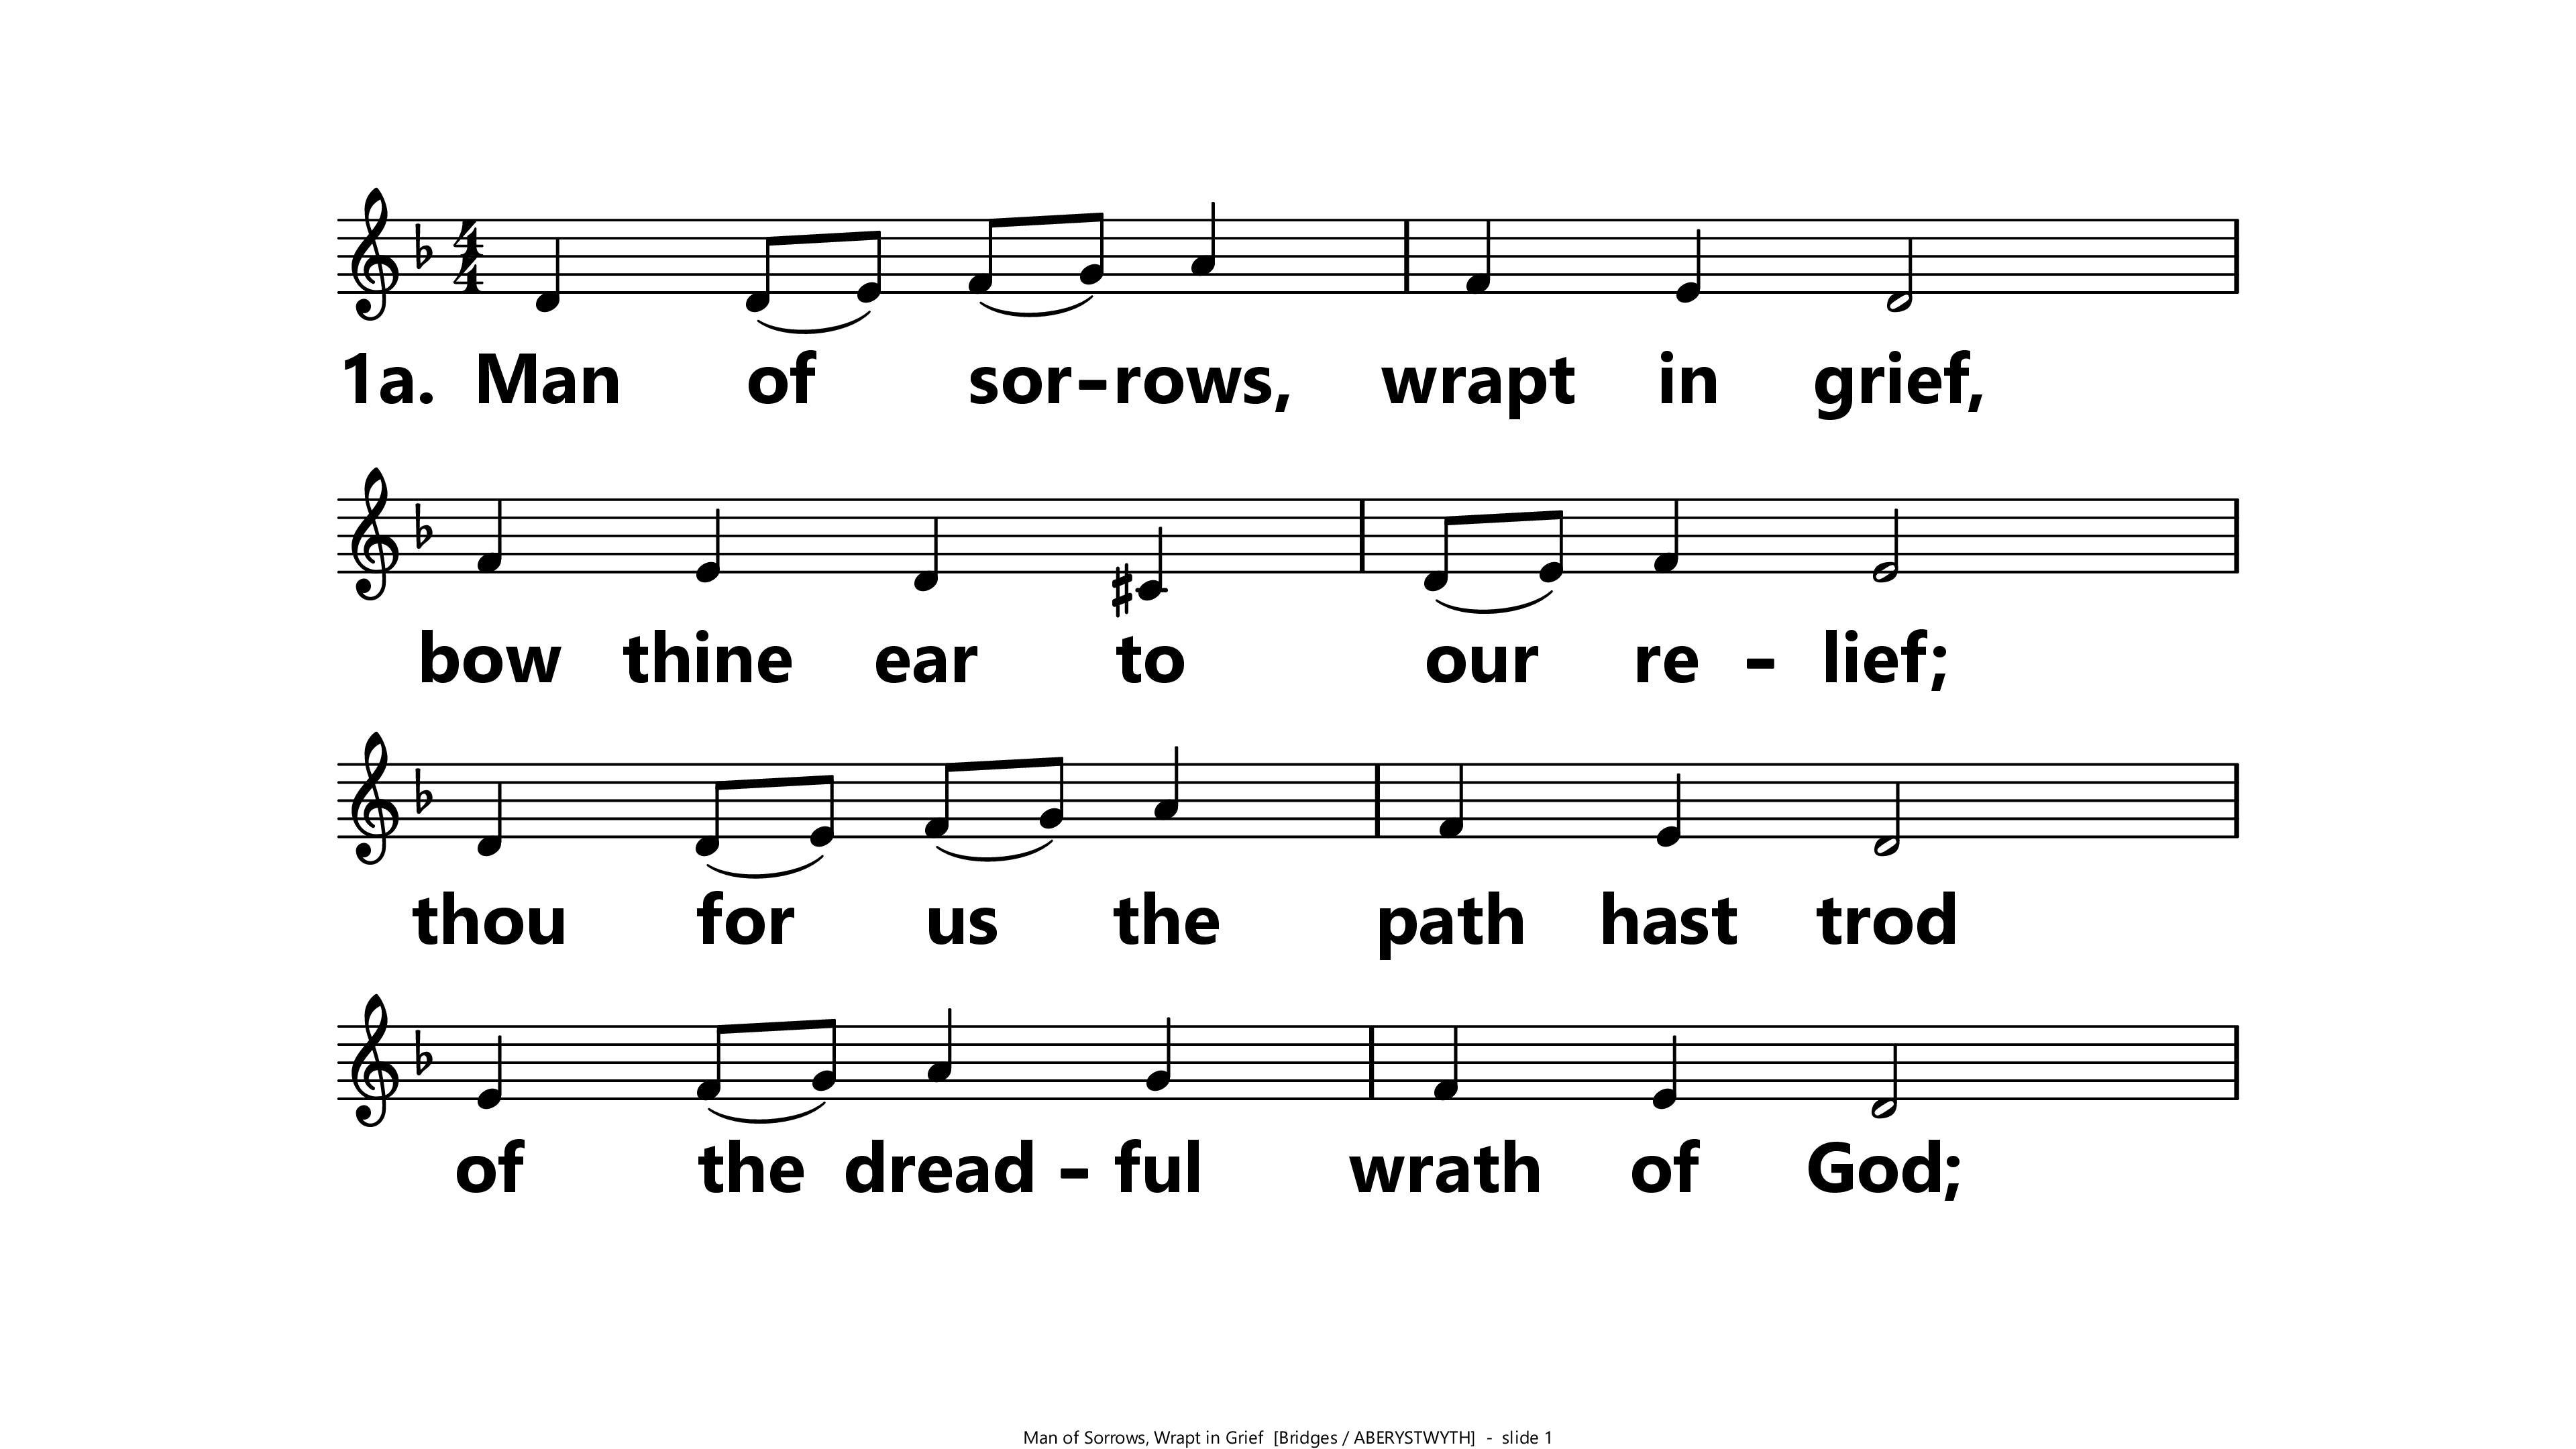 1a. Man of sor-rows, wrapt in grief,
bow thine ear to our re - lief;
thou for us the path hast trod
of the dread - ful wrath of God;
Man of Sorrows, Wrapt in Grief [Bridges / ABERYSTWYTH] - slide 1